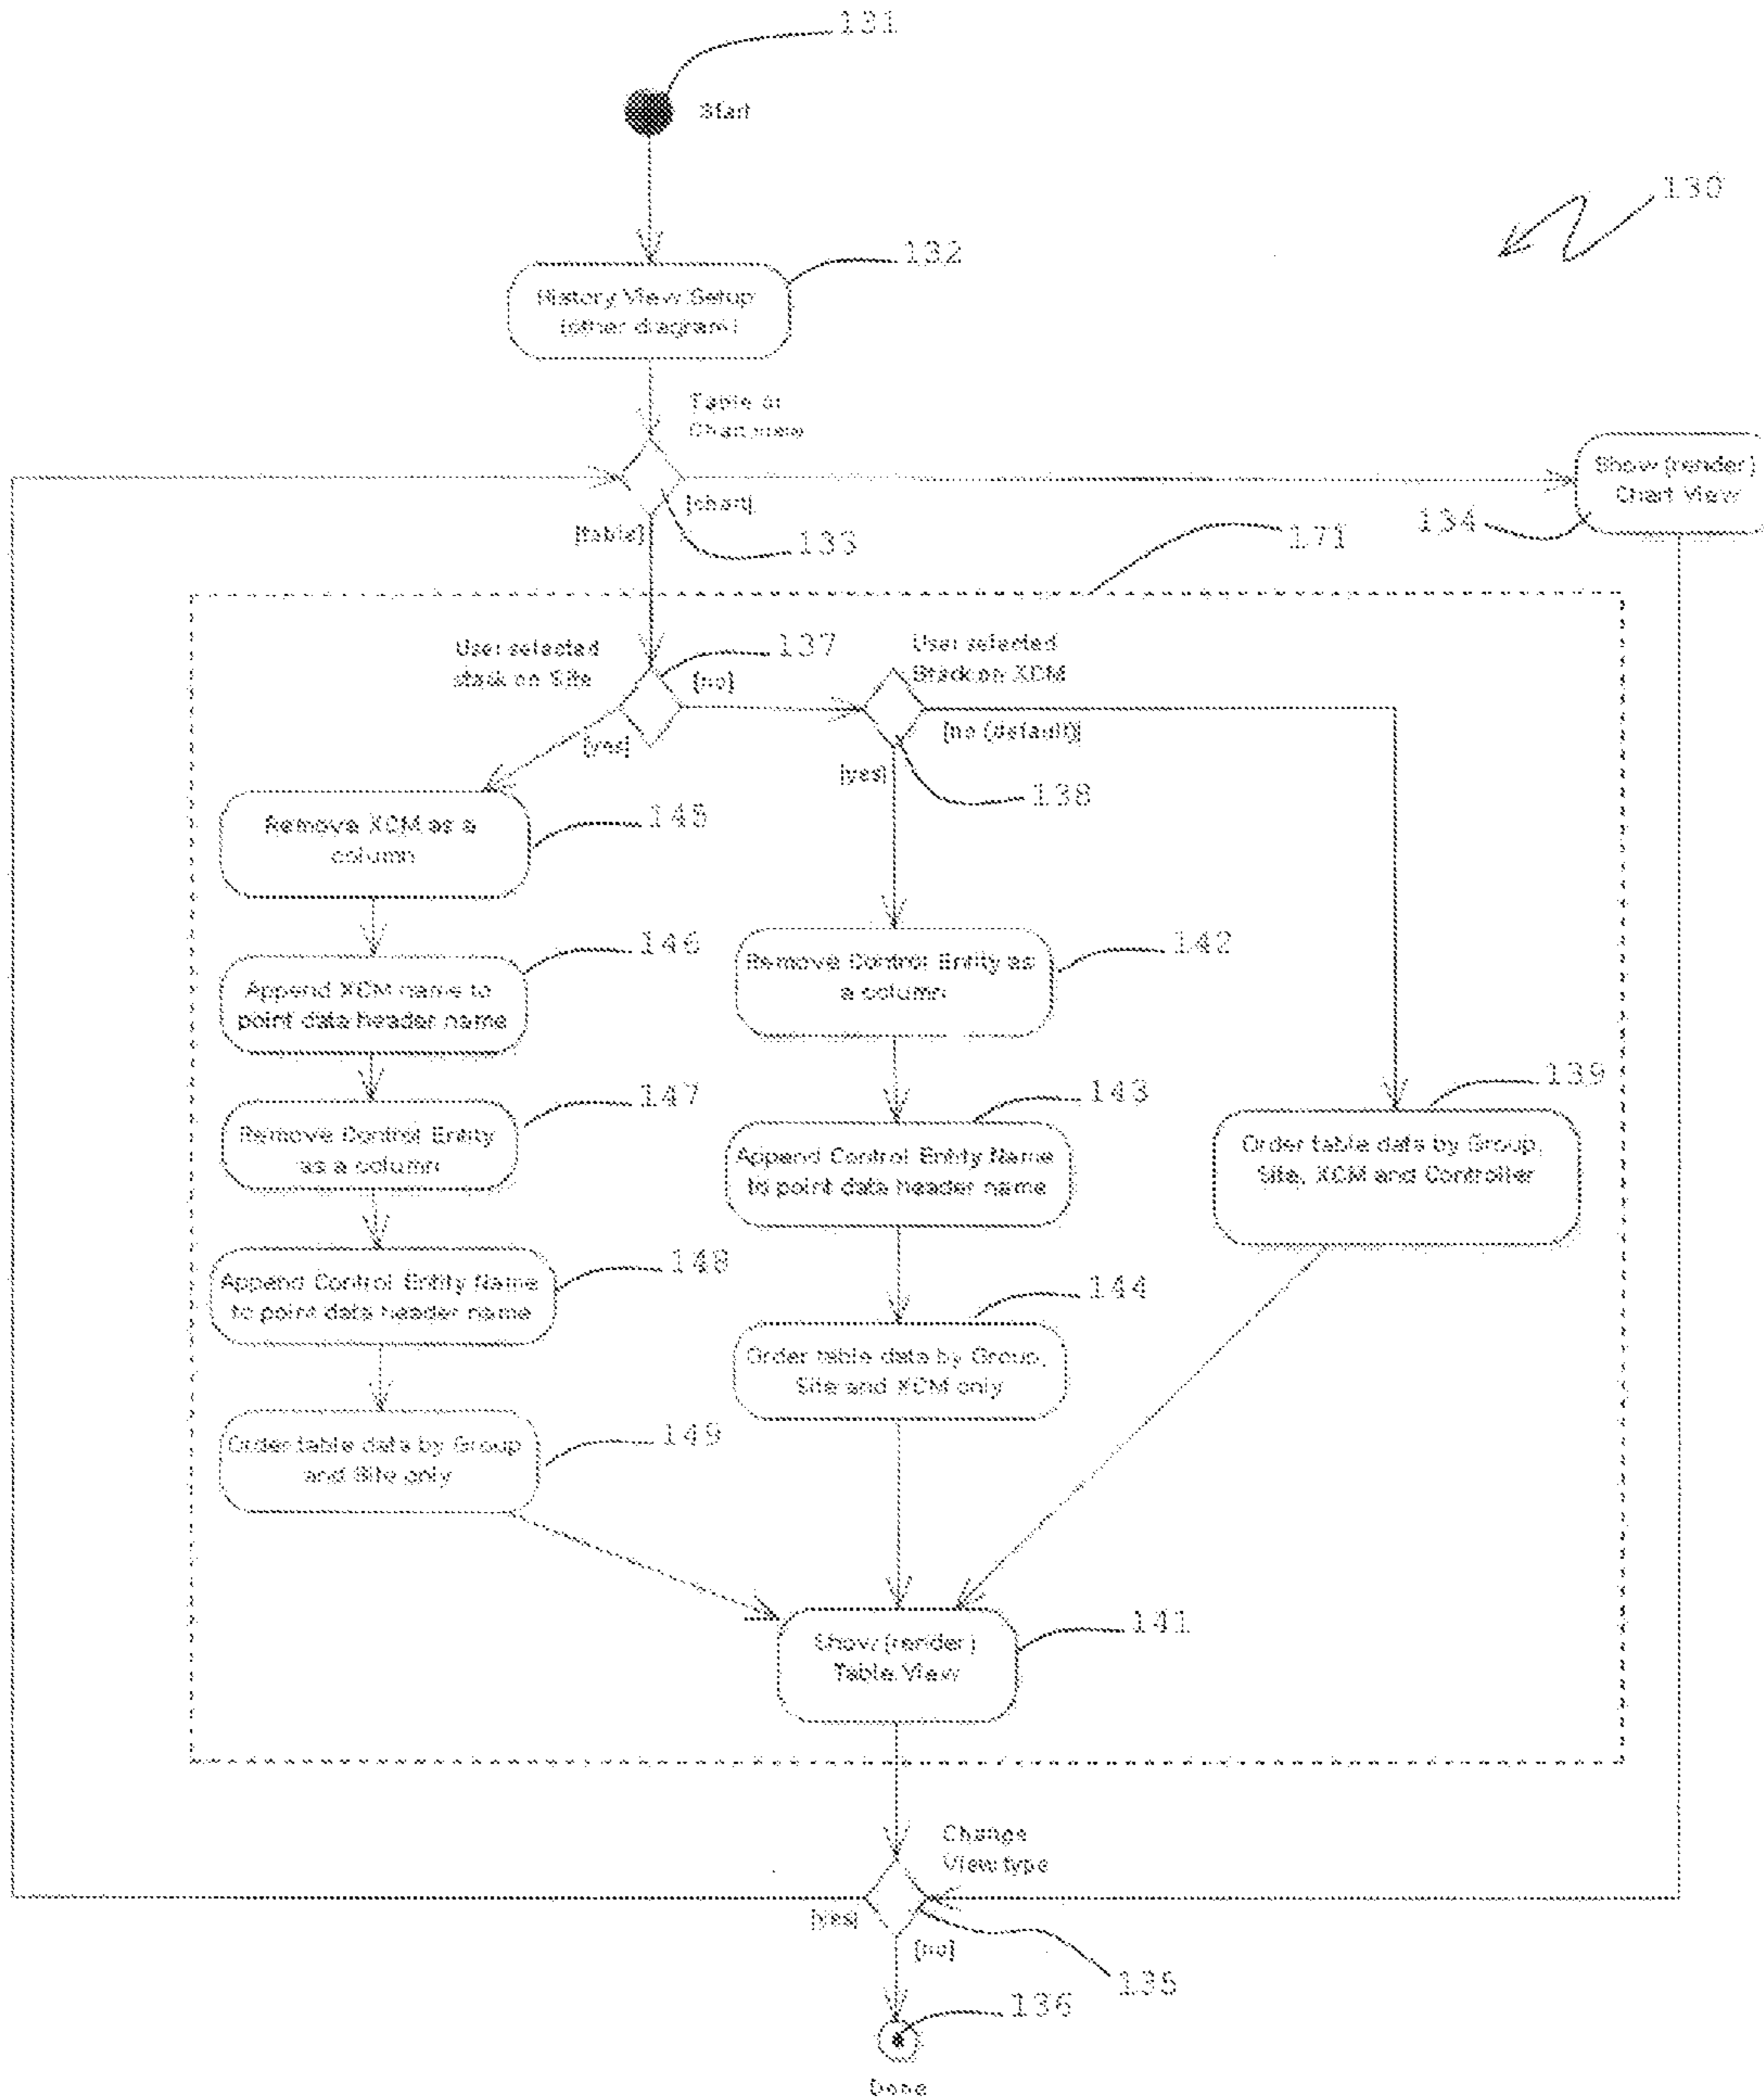 131
Start
130
132
History View Setup
(other diagram)
Table or
Chart view
Show (render)
Chart View
[chart]
134
[table]
133
171
User selected
stack on Site
137
[no]
User selected
Stack on XCM
[no (default)]
[yes]
[yes]
138
Remove XCM as a
column
145
146
142
Remove Control Entity as
a column
Append XCM name to
point data header name
139
147
143
Remove Control Entity
as a column
Append Control Entity Name
to point data header name
Order table data by Group,
Site, XCM and Controller
148
Append Control Entity Name
to point data header name
144
Order table data by Group,
Site and XCM only
149
Order table data by Group
and Site only
141
Show (render)
Table View
Change
View type
[yes]
[no]
135
136
Done